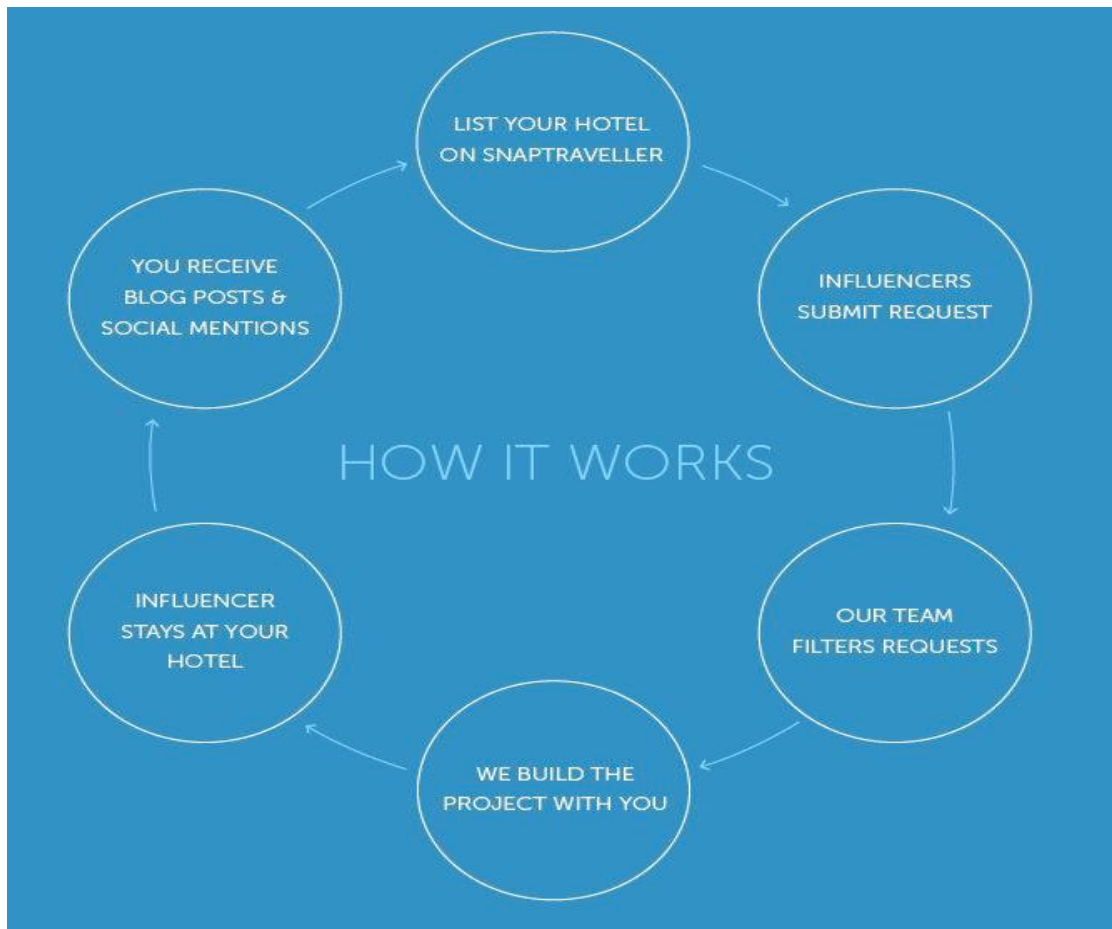 LIST YOUR HOTEL
ON SNAPTRAVELLER
INFLUENCERS
SUBMIT REQUEST
OUR TEAM
FILTERS REQUESTS
WE BUILD THE
PROJECT WITH YOU
INFLUENCER
STAYS AT YOUR
HOTEL
YOU RECEIVE
BLOG POSTS &
SOCIAL MENTIONS
HOW IT WORKS